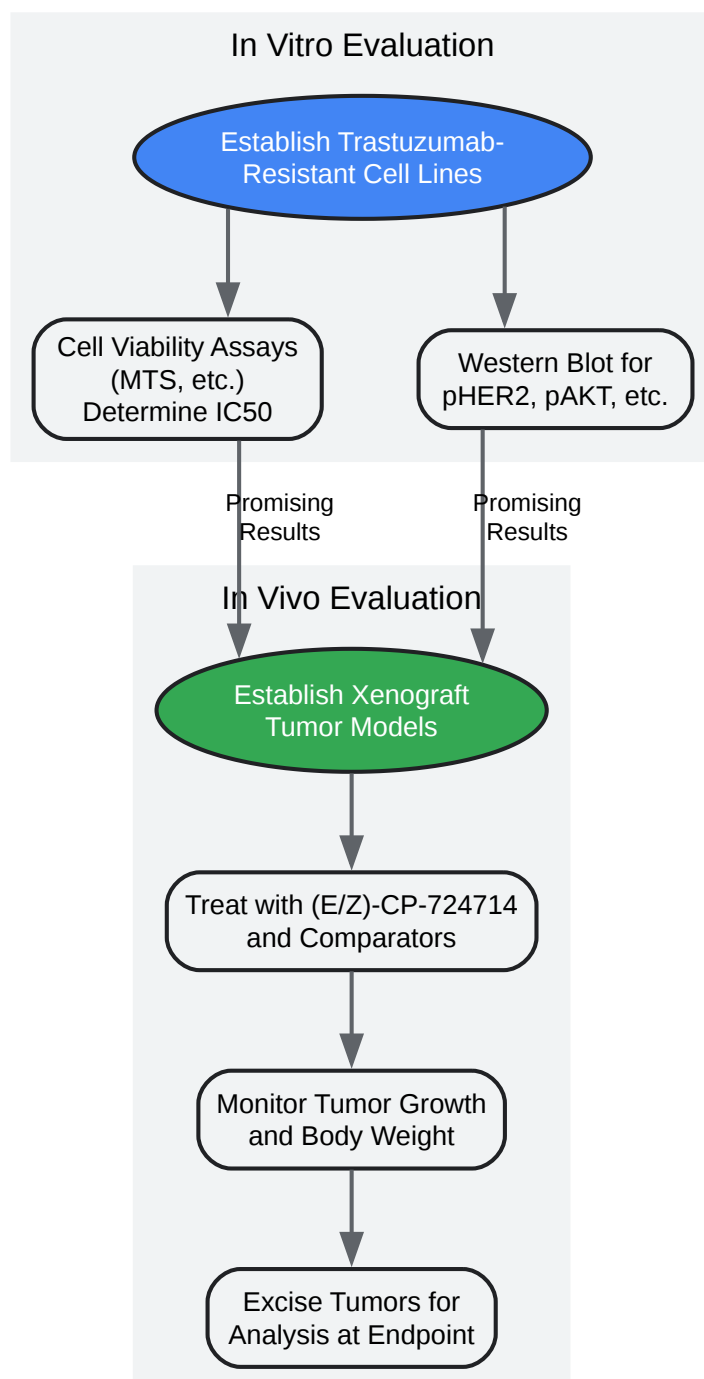 In Vitro Evaluation
Establish Trastuzumab-
Resistant Cell Lines
Cell Viability Assays
(MTS, etc.)
Determine IC50
Western Blot for
pHER2, pAKT, etc.
Promising
Results
Promising
Results
In Vivo Evaluation
Establish Xenograft
Tumor Models
Treat with (E/Z)-CP-724714
and Comparators
Monitor Tumor Growth
and Body Weight
Excise Tumors for
Analysis at Endpoint